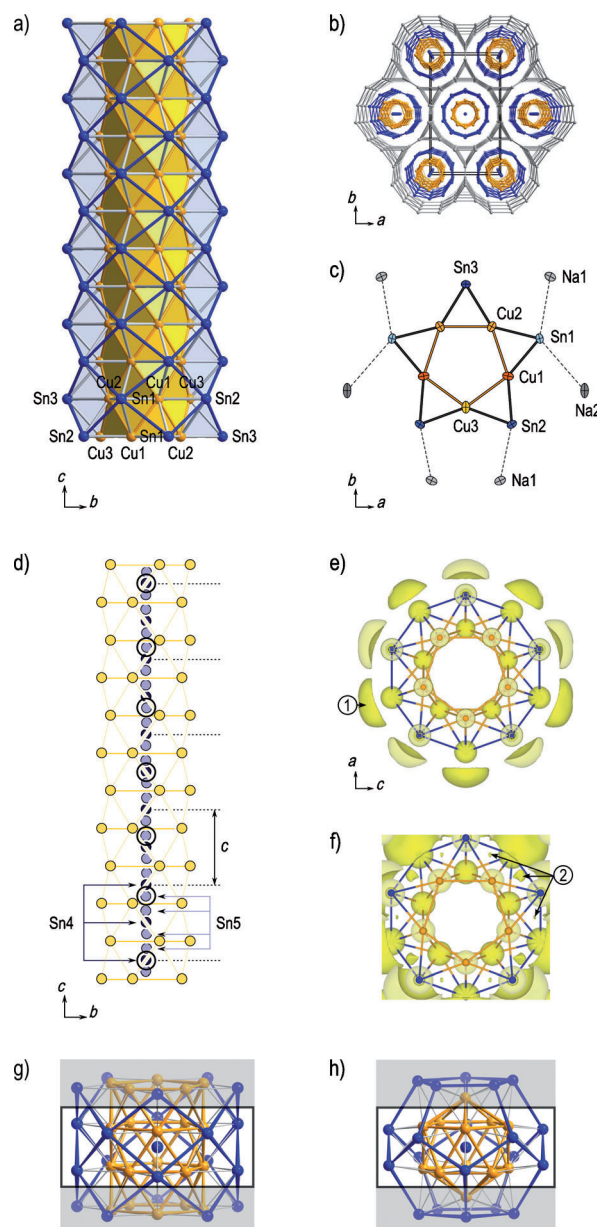 a)
Cu2 Cu1 Cu3
Sn3 Sn1 Sn2
Sn2 Sn1 Sn3
Cu3 Cu1 Cu2
c
b
b)
b
a
c)
Sn3
Na1
Cu2
Sn1
Cu1
Na2
Cu3
Sn2
Na1
b
a
d)
c
Sn4 Sn5
c
b
e)
1
a
c
f)
2
g)
h)